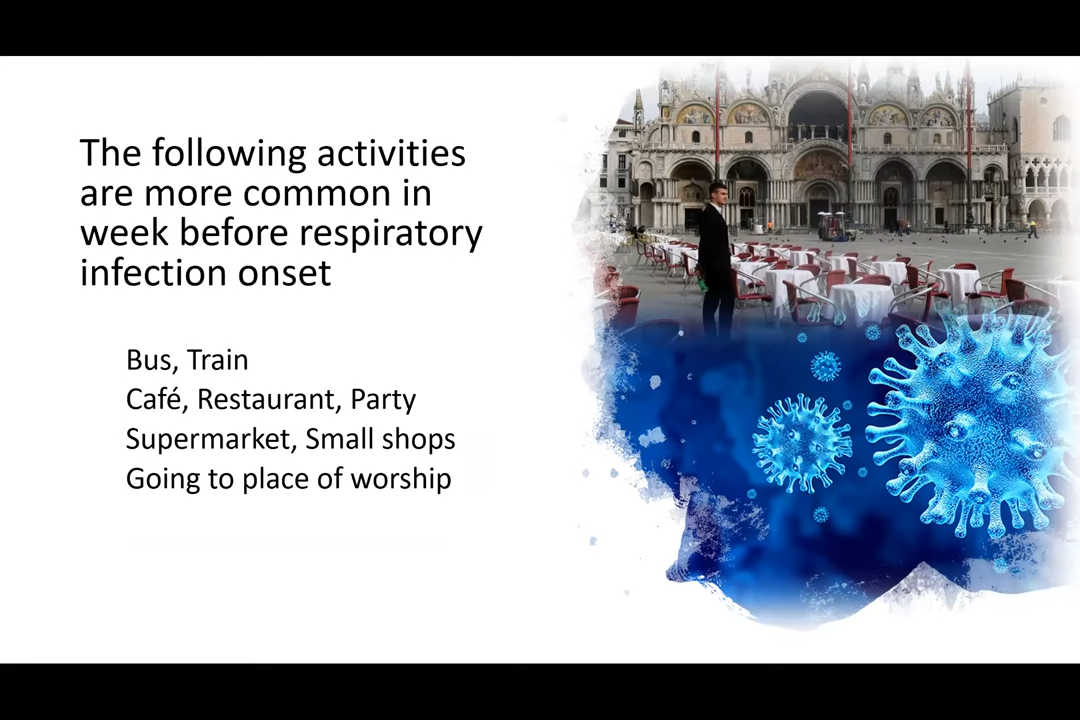 The following activities
are more common in
week before respiratory
infection onset
Bus, Train
Café, Restaurant, Party
Supermarket, Small shops
Going to place of worship